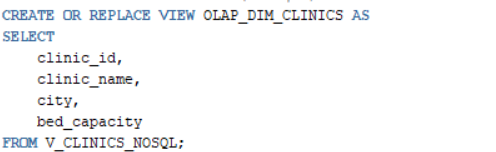 CREATE OR REPLACE VIEW OLAP_DIM_CLINICS AS
SELECT
    clinic_id,
    clinic_name,
    city,
    bed_capacity
FROM V_CLINICS_NOSQL;